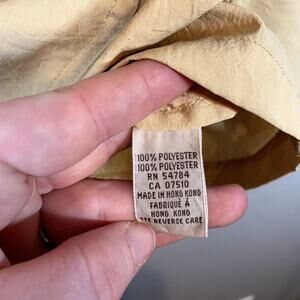 100% POLYESTER
100% POLYESTER
RN 54784
CA 07510
MADE IN HONG KONG
FABRIQUÉ Á
HONG KONG
SEE REVERSE CARE